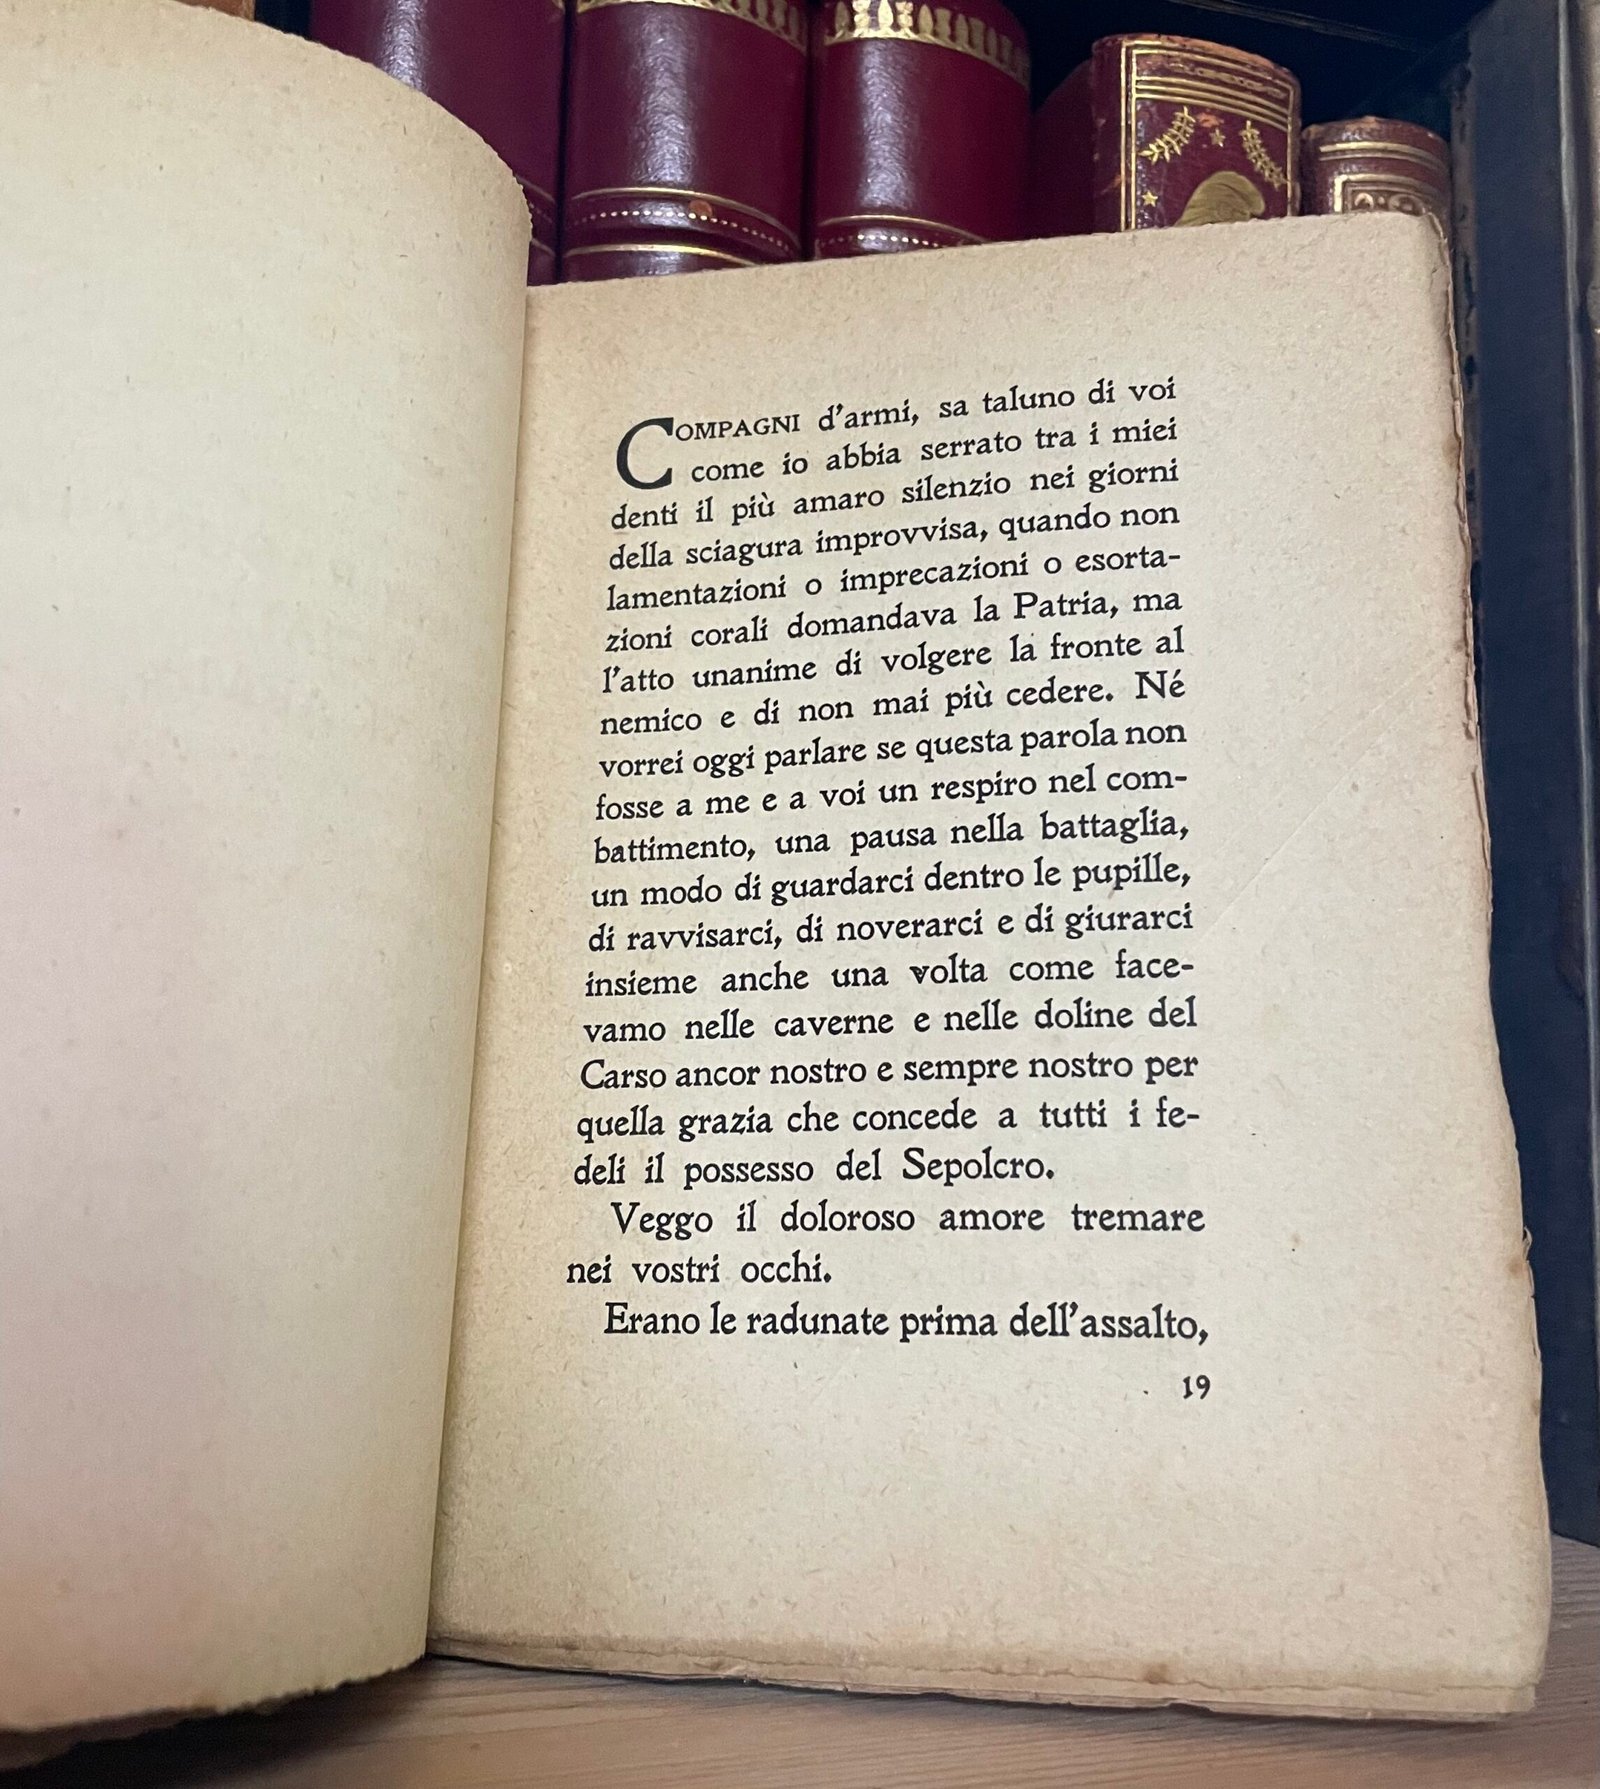 COMPAGNI d'armi, sa taluno di voi
come io abbia serrato tra i miei
denti il più amaro silenzio nei giorni
della sciagura improvvisa, quando non
lamentazioni o imprecazioni o esorta-
zioni corali domandava la Patria, ma
l'atto unanime di volgere la fronte al
nemico e di non mai più cedere. Né
vorrei oggi parlare se questa parola non
fosse a me e a voi un respiro nel com-
battimento, una pausa nella battaglia,
un modo di guardarci dentro le pupille,
di ravvisarci, di noverarci e di giurarci
insieme anche una volta come face-
vamo nelle caverne e nelle doline del
Carso ancor nostro e sempre nostro per
quella grazia che concede a tutti i fe-
deli il possesso del Sepolcro.
Veggo il doloroso amore tremare
nei vostri occhi.
Erano le radunate prima dell'assalto,
19